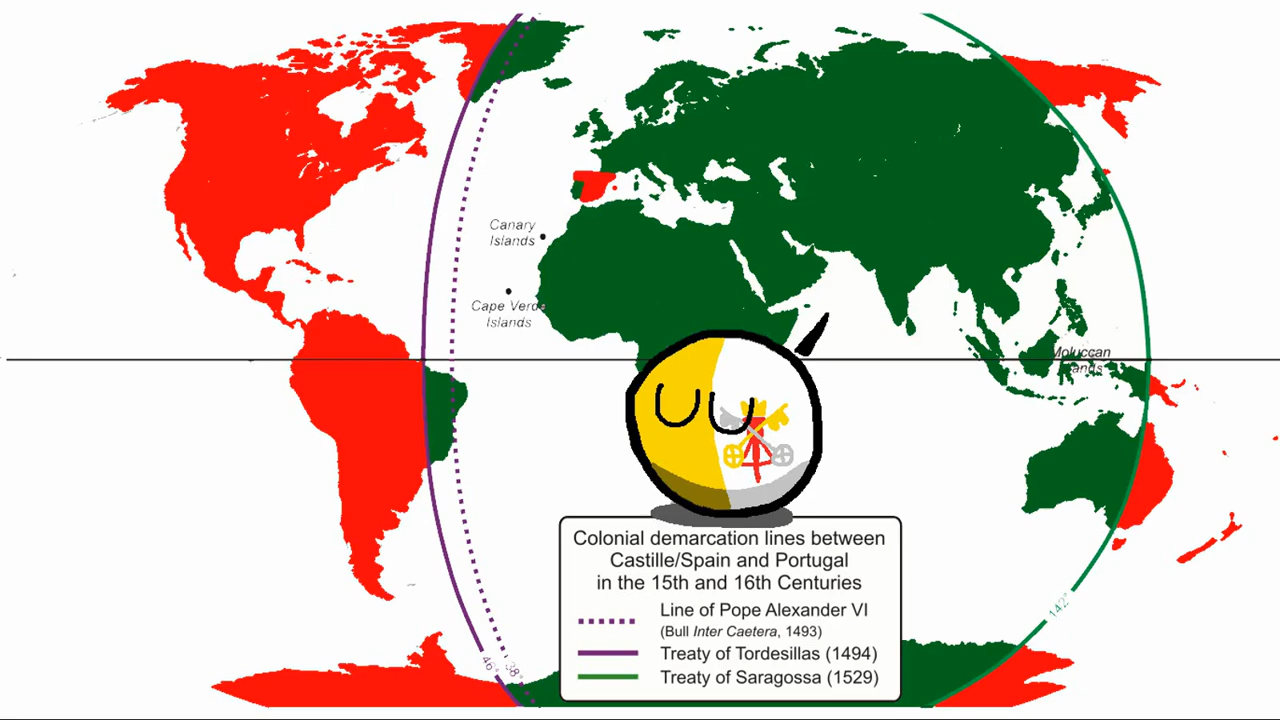 Canary
Islands
Cape Verde
Islands
Moluccan
Islands
142°
46°
38°
Colonial demarcation lines between
Castille/Spain and Portugal
in the 15th and 16th Centuries
Line of Pope Alexander VI
(Bull Inter Caetera, 1493)
Treaty of Tordesillas (1494)
Treaty of Saragossa (1529)